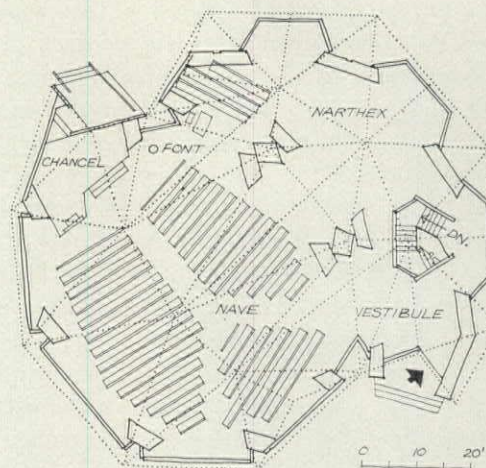 NARTHEX
CHANCEL
O FONT
DN.
NAVE
VESTIBULE
0 10 20'